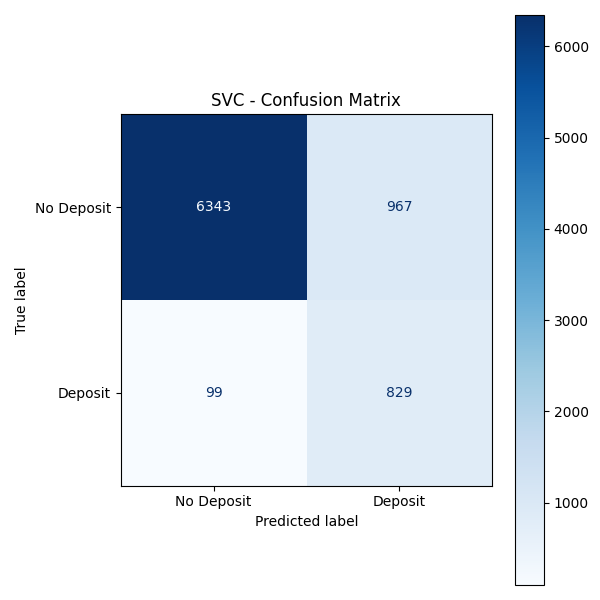 SVC - Confusion Matrix
True label
No Deposit
6343
967
Deposit
99
829
No Deposit
Deposit
Predicted label
6000
5000
4000
3000
2000
1000